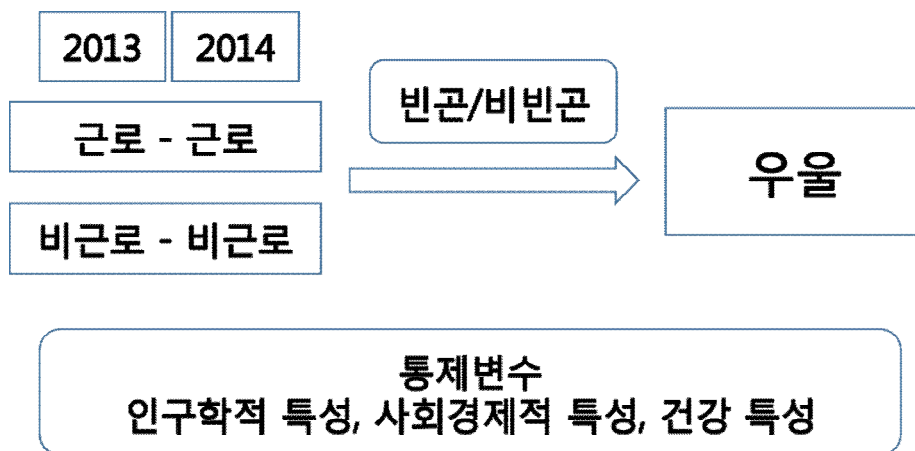 2013 2014
빈곤/비빈곤
근로 - 근로
우울
비근로 - 비근로
통제변수
인구학적 특성, 사회경제적 특성, 건강 특성